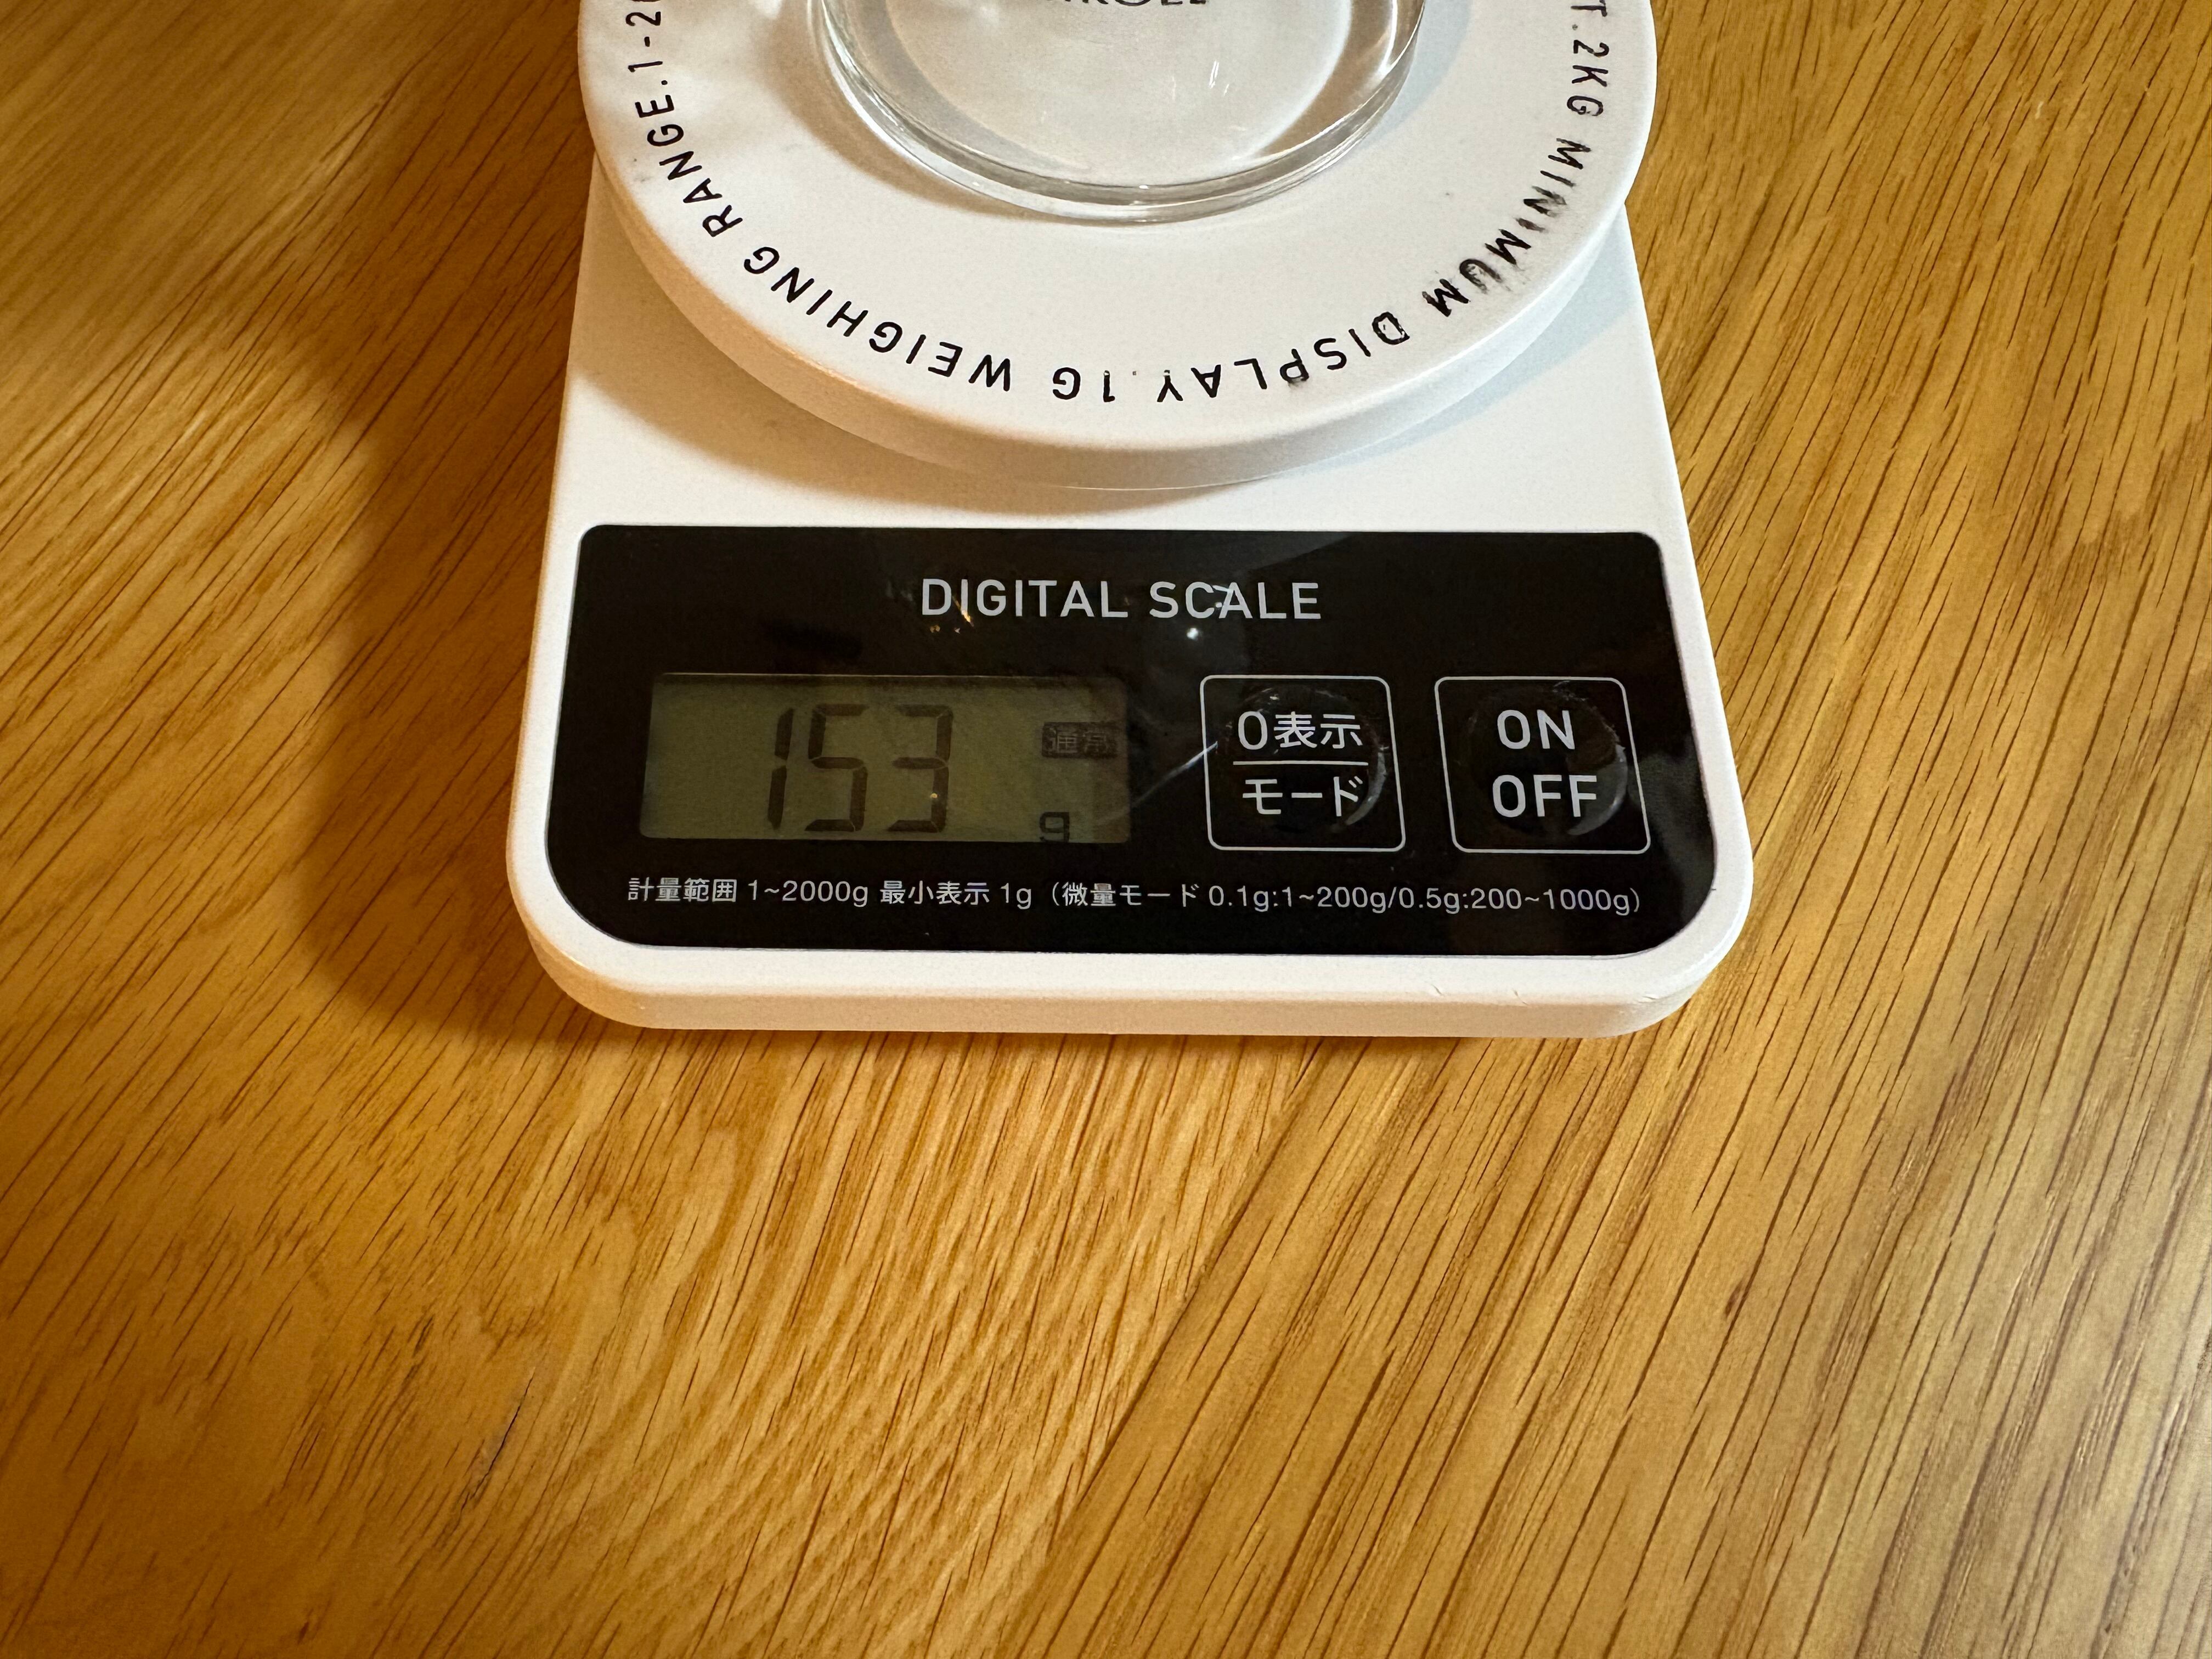 MINIMUM DISPLAY 1G WEIGHING RANGE.1-2
T.2KG
DIGITAL SCALE
153
通常
g
0表示
モード
ON
OFF
計量範囲 1~2000g 最小表示 1g（微量モード 0.1g:1~200g/0.5g:200~1000g）